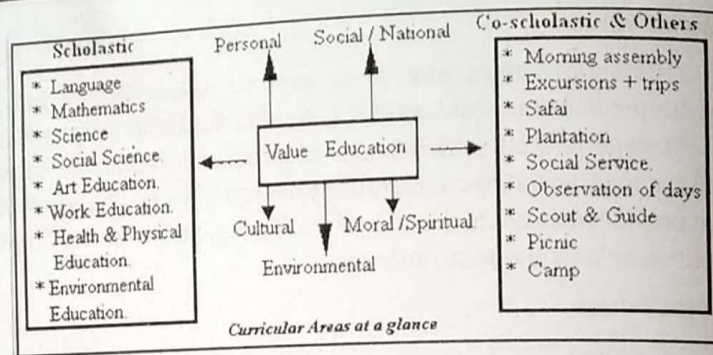 Scholastic
* Language
* Mathematics
* Science
* Social Science.
* Art Education.
* Work Education.
* Health & Physical
Education.
* Environmental
Education.
Personal
Social / National
Value Education
Cultural
Moral /Spiritual
Environmental
Co-scholastic & Others
* Morning assembly
* Excursions + trips
* Safai
* Plantation
* Social Service.
* Observation of days
* Scout & Guide
* Picnic
* Camp
Curricular Areas at a glance